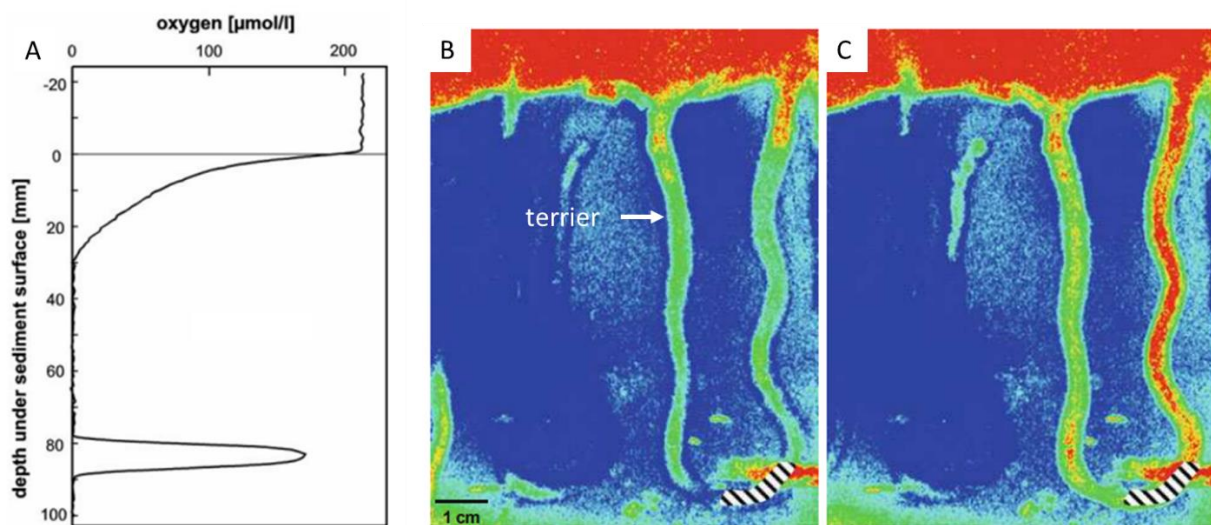 oxygen [µmol/l]
A
0
100
200
-20
0
20
40
60
80
100
depth under sediment surface [mm]
B
terrier
1 cm
C